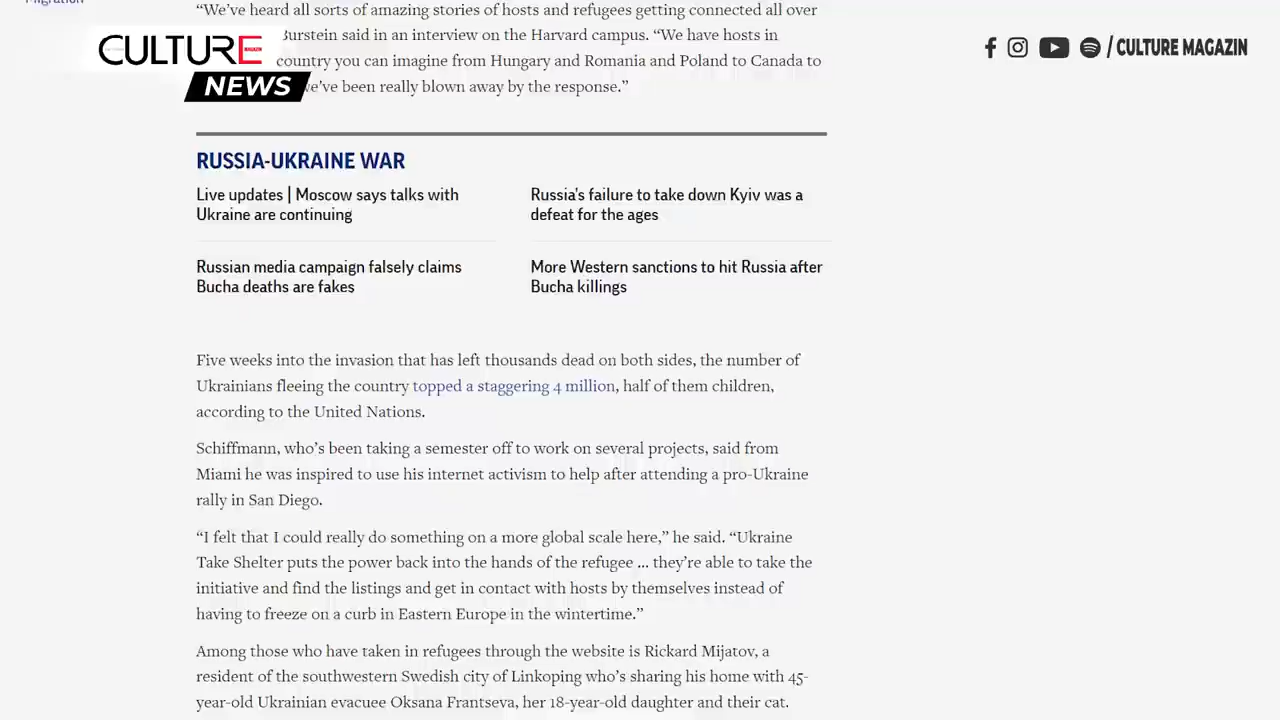 “We’ve heard all sorts of amazing stories of hosts and refugees getting connected all over
Burstein said in an interview on the Harvard campus. “We have hosts in
country you can imagine from Hungary and Romania and Poland to Canada to
we’ve been really blown away by the response.”
CULTURE
NEWS
/ CULTURE MAGAZIN
RUSSIA-UKRAINE WAR
Live updates | Moscow says talks with
Ukraine are continuing
Russia’s failure to take down Kyiv was a
defeat for the ages
Russian media campaign falsely claims
Bucha deaths are fakes
More Western sanctions to hit Russia after
Bucha killings
Five weeks into the invasion that has left thousands dead on both sides, the number of
Ukrainians fleeing the country topped a staggering 4 million, half of them children,
according to the United Nations.
Schiffmann, who’s been taking a semester off to work on several projects, said from
Miami he was inspired to use his internet activism to help after attending a pro-Ukraine
rally in San Diego.
“I felt that I could really do something on a more global scale here,” he said. “Ukraine
Take Shelter puts the power back into the hands of the refugee ... they’re able to take the
initiative and find the listings and get in contact with hosts by themselves instead of
having to freeze on a curb in Eastern Europe in the wintertime.”
Among those who have taken in refugees through the website is Rickard Mijatov, a
resident of the southwestern Swedish city of Linkoping who’s sharing his home with 45-
year-old Ukrainian evacuee Oksana Frantseva, her 18-year-old daughter and their cat.